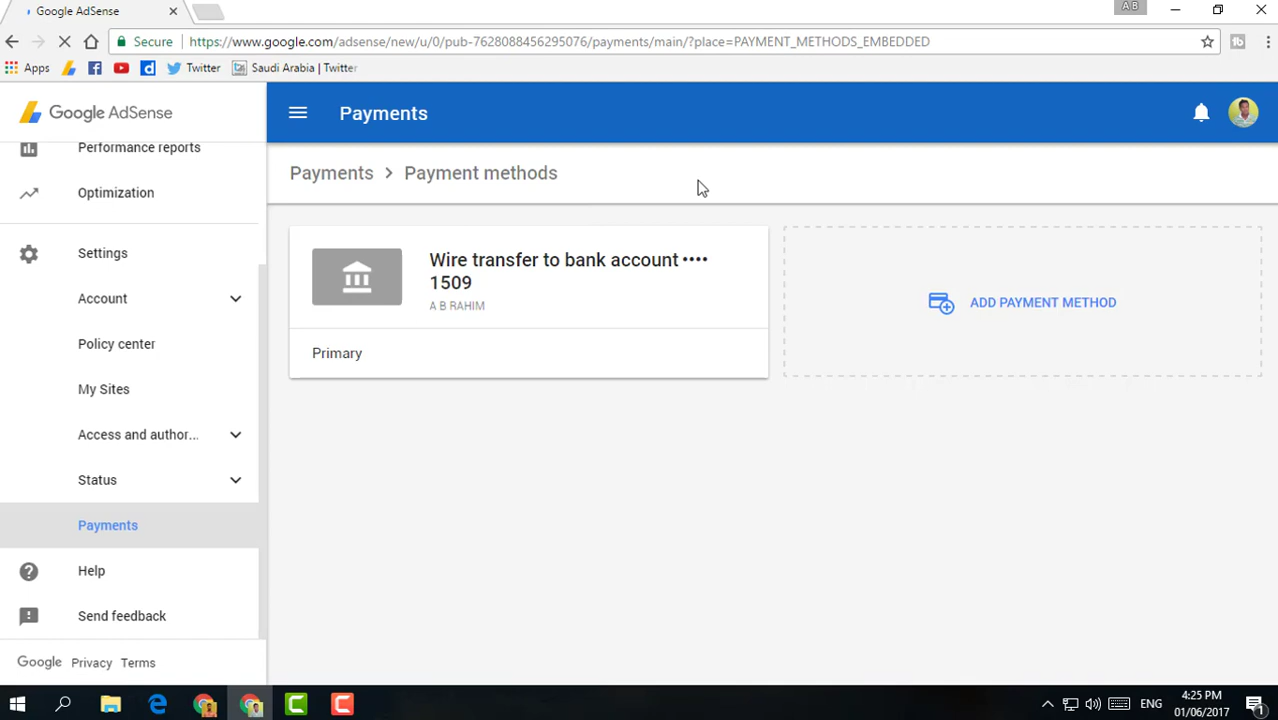 Google AdSense
A B
Secure
https://www.google.com/adsense/new/u/0/pub-7628088456295076/payments/main/?place=PAYMENT_METHODS_EMBEDDED
Apps
Twitter
Saudi Arabia | Twitter
Google AdSense
Payments
Performance reports
Optimization
Settings
Account
Policy center
My Sites
Access and author...
Status
Payments
Help
Send feedback
Google Privacy Terms
Payments > Payment methods
Wire transfer to bank account ••••
1509
A B RAHIM
Primary
ADD PAYMENT METHOD
ENG
4:25 PM
01/06/2017
1